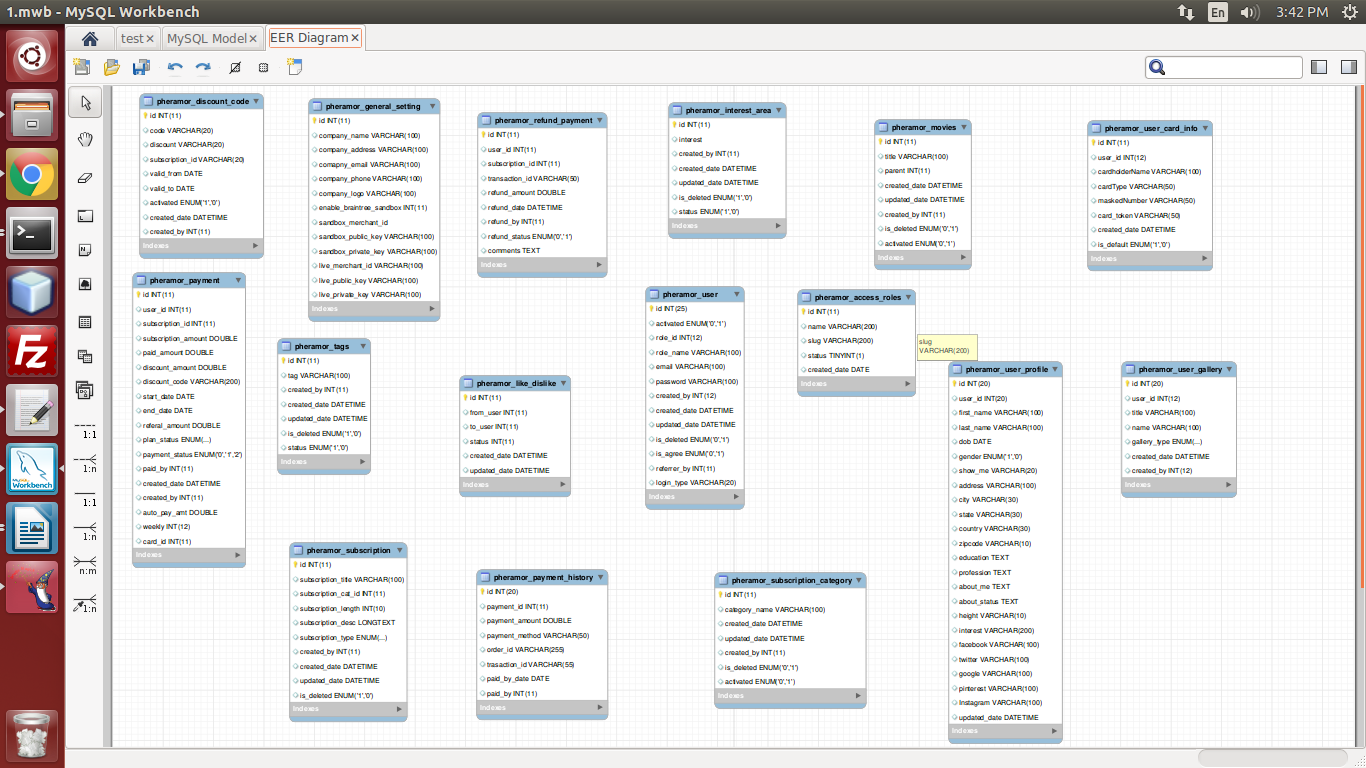 1.mwb - MySQL Workbench
En
3:42 PM
test
MySQL Model
EER Diagram
pheramor_discount_code
id INT(11)
code VARCHAR(20)
discount VARCHAR(20)
subscription_id VARCHAR(20)
valid_from DATE
valid_to DATE
activated ENUM('1','0')
created_date DATETIME
created_by INT(11)
Indexes
pheramor_general_setting
id INT(11)
company_name VARCHAR(100)
company_address VARCHAR(100)
comapny_email VARCHAR(100)
company_phone VARCHAR(100)
company_logo VARCHAR(100)
enable_braintree_sandbox INT(11)
sandbox_merchant_id
sandbox_public_key VARCHAR(100)
sandbox_private_key VARCHAR(100)
live_merchant_id VARCHAR(100)
live_public_key VARCHAR(100)
live_private_key VARCHAR(100)
Indexes
pheramor_refund_payment
id INT(11)
user_id INT(11)
subscription_id INT(11)
transaction_id VARCHAR(50)
refund_amount DOUBLE
refund_date DATETIME
refund_by INT(11)
refund_status ENUM('0','1')
comments TEXT
Indexes
pheramor_interest_area
id INT(11)
interest
created_by INT(11)
created_date DATETIME
updated_date DATETIME
is_deleted ENUM('1','0')
status ENUM('1','0')
Indexes
pheramor_movies
id INT(11)
title VARCHAR(100)
parent INT(11)
created_date DATETIME
updated_date DATETIME
created_by INT(11)
is_deleted ENUM('0','1')
activated ENUM('0','1')
Indexes
pheramor_user_card_info
id INT(11)
user_id INT(12)
cardholderName VARCHAR(100)
cardType VARCHAR(50)
maskedNumber VARCHAR(50)
card_token VARCHAR(50)
created_date DATETIME
is_default ENUM('1','0')
Indexes
pheramor_payment
id INT(11)
user_id INT(11)
subscription_id INT(11)
subscription_amount DOUBLE
paid_amount DOUBLE
discount_amount DOUBLE
discount_code VARCHAR(200)
start_date DATE
end_date DATE
referal_amount DOUBLE
plan_status ENUM(...)
payment_status ENUM('0','1','2')
paid_by INT(11)
created_date DATETIME
created_by INT(11)
auto_pay_amt DOUBLE
weekly INT(12)
card_id INT(11)
Indexes
pheramor_tags
id INT(11)
tag VARCHAR(100)
created_by INT(11)
created_date DATETIME
updated_date DATETIME
is_deleted ENUM('1','0')
status ENUM('1','0')
Indexes
pheramor_like_dislike
id INT(11)
from_user INT(11)
to_user INT(11)
status INT(11)
created_date DATETIME
updated_date DATETIME
Indexes
pheramor_user
id INT(25)
activated ENUM('0','1')
role_id INT(12)
role_name VARCHAR(100)
email VARCHAR(100)
password VARCHAR(100)
created_by INT(12)
created_date DATETIME
updated_date DATETIME
is_deleted ENUM('0','1')
is_agree ENUM('0','1')
referrer_by INT(11)
login_type VARCHAR(20)
Indexes
pheramor_access_roles
id INT(11)
name VARCHAR(200)
slug VARCHAR(200)
status TINYINT(1)
created_date DATE
Indexes
slug
VARCHAR(200)
pheramor_user_profile
id INT(20)
user_id INT(20)
first_name VARCHAR(100)
last_name VARCHAR(100)
dob DATE
gender ENUM('1','0')
show_me VARCHAR(20)
address VARCHAR(100)
city VARCHAR(30)
state VARCHAR(30)
country VARCHAR(30)
zipcode VARCHAR(10)
education TEXT
profession TEXT
about_me TEXT
about_status TEXT
height VARCHAR(10)
interest VARCHAR(200)
facebook VARCHAR(100)
twitter VARCHAR(100)
google VARCHAR(100)
pinterest VARCHAR(100)
Instagram VARCHAR(100)
updated_date DATETIME
Indexes
pheramor_user_gallery
id INT(20)
user_id INT(12)
title VARCHAR(100)
name VARCHAR(100)
gallery_type ENUM(...)
created_date DATETIME
created_by INT(12)
Indexes
pheramor_subscription
id INT(11)
subscription_title VARCHAR(100)
subscription_cat_id INT(11)
subscription_length INT(10)
subscription_desc LONGTEXT
subscription_type ENUM(...)
created_by INT(11)
created_date DATETIME
updated_date DATETIME
is_deleted ENUM('1','0')
Indexes
pheramor_payment_history
id INT(20)
payment_id INT(11)
payment_amount DOUBLE
payment_method VARCHAR(50)
order_id VARCHAR(255)
trasaction_id VARCHAR(55)
paid_by_date DATE
paid_by INT(11)
Indexes
pheramor_subscription_category
id INT(11)
category_name VARCHAR(100)
created_date DATETIME
updated_date DATETIME
created_by INT(11)
is_deleted ENUM('0','1')
activated ENUM('0','1')
Indexes
1:1
1:n
1:1
1:n
n:m
1:n
Fz
MySQL
Workbench